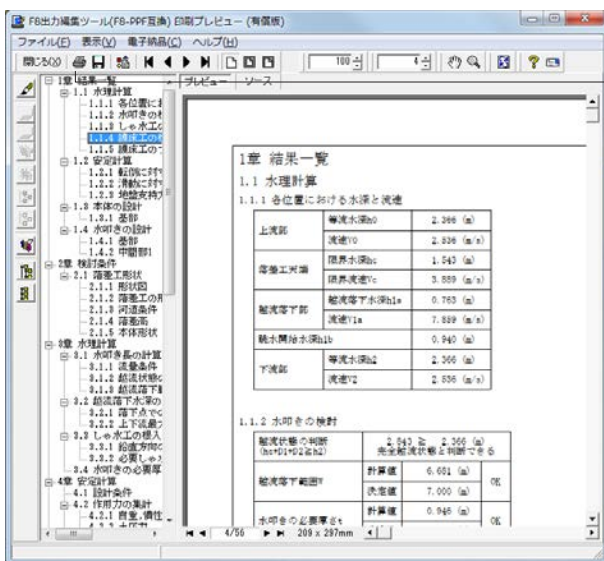 F8出力編集ツール(F8-PPF互換) 印刷プレビュー (有償版)
ファイル(F) 表示(V) 電子納品(C) ヘルプ(H)
閉じる(X) 100 4
プレビュー ソース
1章 結果一覧
1.1 水理計算
1.1.1 各位置にお
1.1.2 水叩きの検
1.1.3 しゃ水工の
1.1.4 護床工の
1.1.5 護床工の
1.2 安定計算
1.2.1 転倒に対す
1.2.2 滑動に対す
1.2.3 地盤支持力
1.3 本体の設計
1.3.1 基部
1.4 水叩きの設計
1.4.1 基部
1.4.2 中間部1
2章 検討条件
2.1 落差工形状
2.1.1 形状図
2.1.2 落差工の形
2.1.3 河道条件
2.1.4 落差高
2.1.5 本体形状
3章 水理計算
3.1 水叩き長の計算
3.1.1 流量条件
3.1.2 越流状態の
3.1.3 越流落下
3.2 越流落下水深の
3.2.1 落下点での
3.2.2 上下流最
3.3 しゃ水工の根入
3.3.1 鉛直方向
3.3.2 必要しゃ
3.4 水叩きの必要厚
4章 安定計算
4.1 設計条件
4.2 作用力の集計
4.2.1 自重,慣性
4.2.2 土圧力
1章 結果一覧
1.1 水理計算
1.1.1 各位置における水深と流速
上流部 等流水深h0 2.366 (m)
流速V0 2.536 (m/s)
落差工天端 限界水深hc 1.543 (m)
限界流速Vc 3.889 (m/s)
越流落下部 越流落下水深h1a 0.763 (m)
流速V1a 7.859 (m/s)
跳水開始水深h1b 0.940 (m)
下流部 等流水深h2 2.366 (m)
流速V2 2.536 (m/s)
1.1.2 水叩きの検討
越流状態の判断 2.543 ≧ 2.366 (m)
(hc+D1+D2≧h2) 完全越流状態と判断できる
越流落下範囲W 計算値 6.681 (m) OK
決定値 7.000 (m)
水叩きの必要厚さt 計算値 0.946 (m) OK
4/56 209 x 297mm